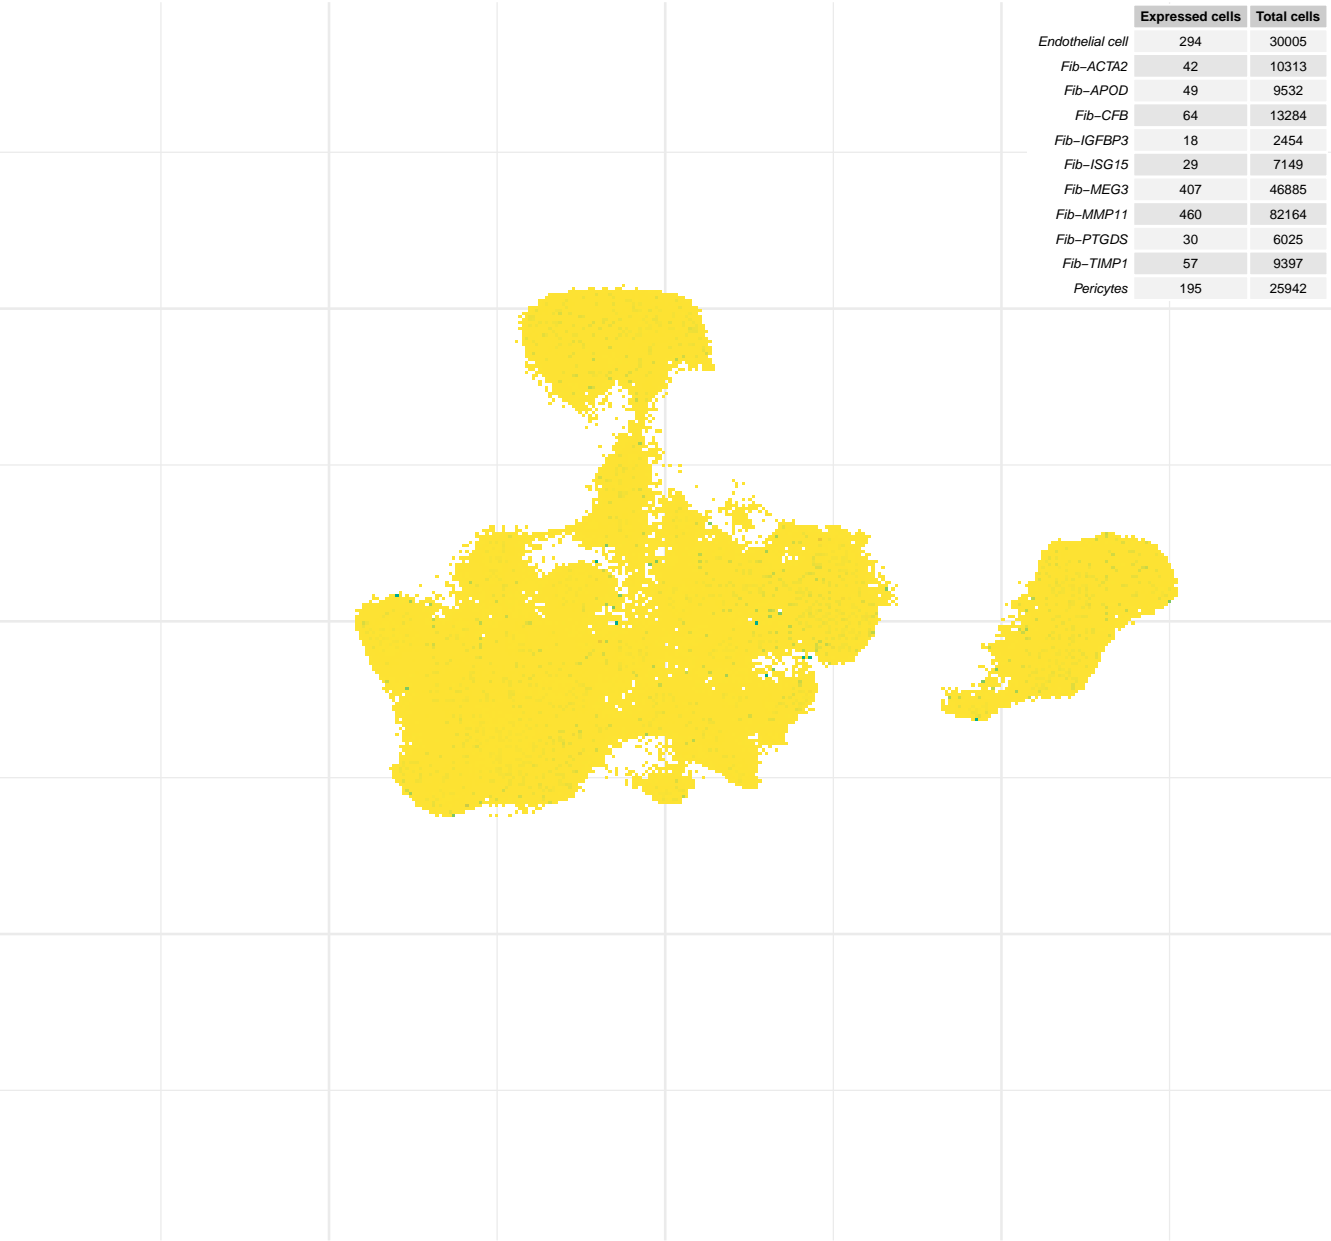 Expressed cells Total cells
Endothelial cell 294 30005
Fib−ACTA2 42 10313
Fib−APOD 49 9532
Fib−CFB 64 13284
Fib−IGFBP3 18 2454
Fib−ISG15 29 7149
Fib−MEG3 407 46885
Fib−MMP11 460 82164
Fib−PTGDS 30 6025
Fib−TIMP1 57 9397
Pericytes 195 25942